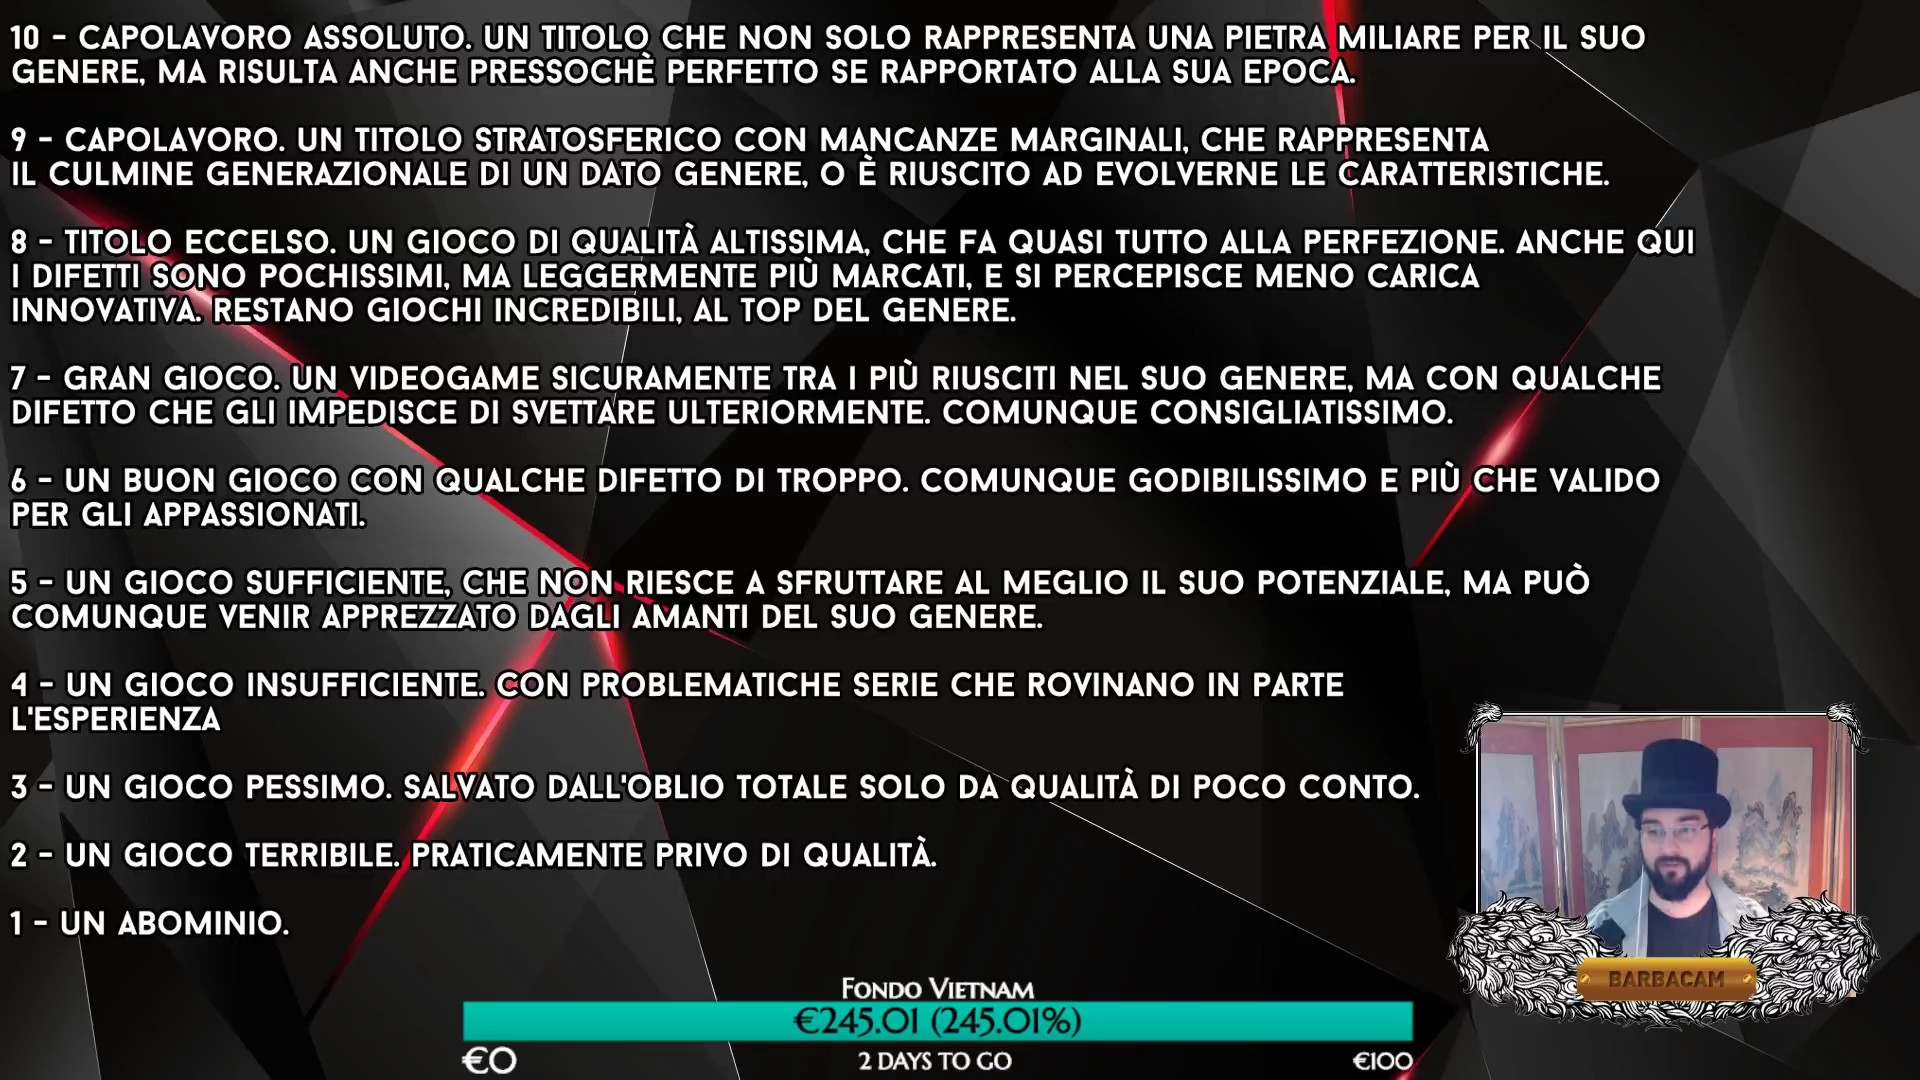 10 - CAPOLAVORO ASSOLUTO. UN TITOLO CHE NON SOLO RAPPRESENTA UNA PIETRA MILIARE PER IL SUO
GENERE, MA RISULTA ANCHE PRESSOCHÈ PERFETTO SE RAPPORTATO ALLA SUA EPOCA.
9 - CAPOLAVORO. UN TITOLO STRATOSFERICO CON MANCANZE MARGINALI, CHE RAPPRESENTA
IL CULMINE GENERAZIONALE DI UN DATO GENERE, O È RIUSCITO AD EVOLVERNE LE CARATTERISTICHE.
8 - TITOLO ECCELSO. UN GIOCO DI QUALITÀ ALTISSIMA, CHE FA QUASI TUTTO ALLA PERFEZIONE. ANCHE QUI
I DIFETTI SONO POCHISSIMI, MA LEGGERMENTE PIÙ MARCATI, E SI PERCEPISCE MENO CARICA
INNOVATIVA. RESTANO GIOCHI INCREDIBILI, AL TOP DEL GENERE.
7 - GRAN GIOCO. UN VIDEOGAME SICURAMENTE TRA I PIÙ RIUSCITI NEL SUO GENERE, MA CON QUALCHE
DIFETTO CHE GLI IMPEDISCE DI SVETTARE ULTERIORMENTE. COMUNQUE CONSIGLIATISSIMO.
6 - UN BUON GIOCO CON QUALCHE DIFETTO DI TROPPO. COMUNQUE GODIBILISSIMO E PIÙ CHE VALIDO
PER GLI APPASSIONATI.
5 - UN GIOCO SUFFICIENTE, CHE NON RIESCE A SFRUTTARE AL MEGLIO IL SUO POTENZIALE, MA PUÒ
COMUNQUE VENIR APPREZZATO DAGLI AMANTI DEL SUO GENERE.
4 - UN GIOCO INSUFFICIENTE. CON PROBLEMATICHE SERIE CHE ROVINANO IN PARTE
L'ESPERIENZA
3 - UN GIOCO PESSIMO. SALVATO DALL'OBLIO TOTALE SOLO DA QUALITÀ DI POCO CONTO.
2 - UN GIOCO TERRIBILE. PRATICAMENTE PRIVO DI QUALITÀ.
1 - UN ABOMINIO.
BARBACAM
FONDO VIETNAM
€245.01 (245.01%)
€0 2 DAYS TO GO €100